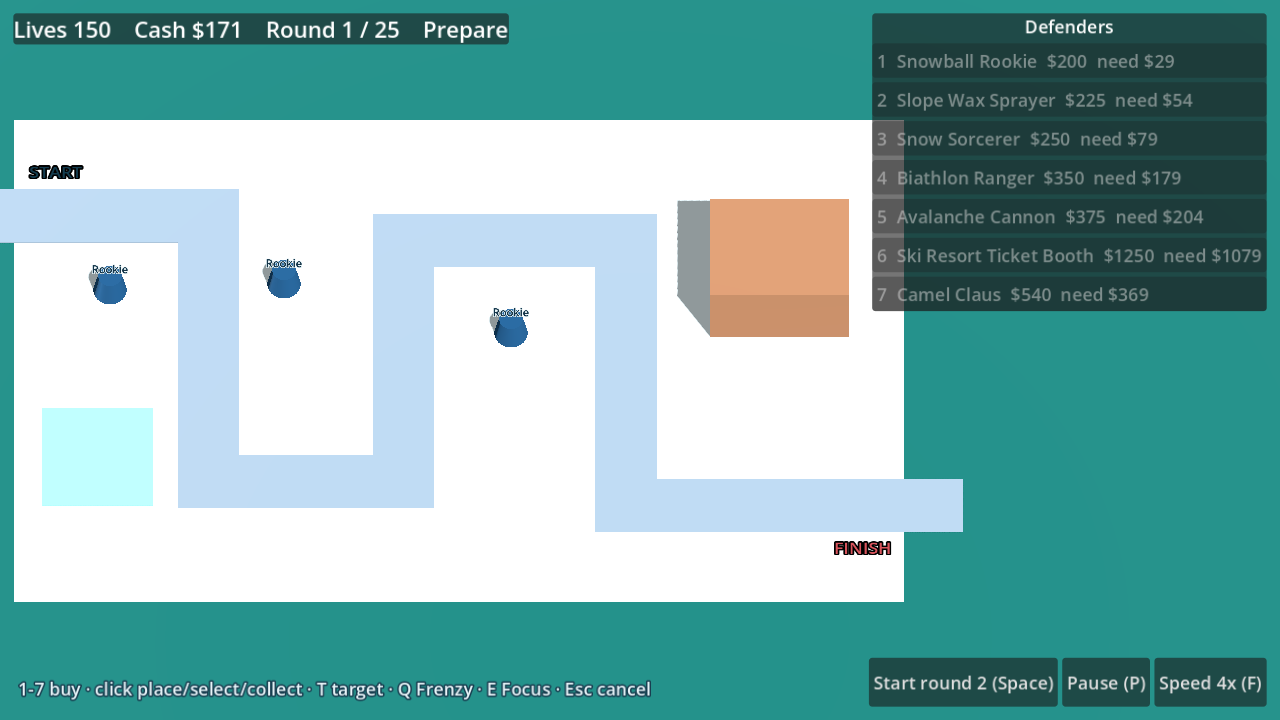 Lives 150 Cash $171 Round 1 / 25 Prepare
Defenders
1 Snowball Rookie $200 need $29
2 Slope Wax Sprayer $225 need $54
3 Snow Sorcerer $250 need $79
4 Biathlon Ranger $350 need $179
5 Avalanche Cannon $375 need $204
6 Ski Resort Ticket Booth $1250 need $1079
7 Camel Claus $540 need $369
START
Rookie
Rookie
Rookie
FINISH
1-7 buy · click place/select/collect · T target · Q Frenzy · E Focus · Esc cancel
Start round 2 (Space)
Pause (P)
Speed 4x (F)